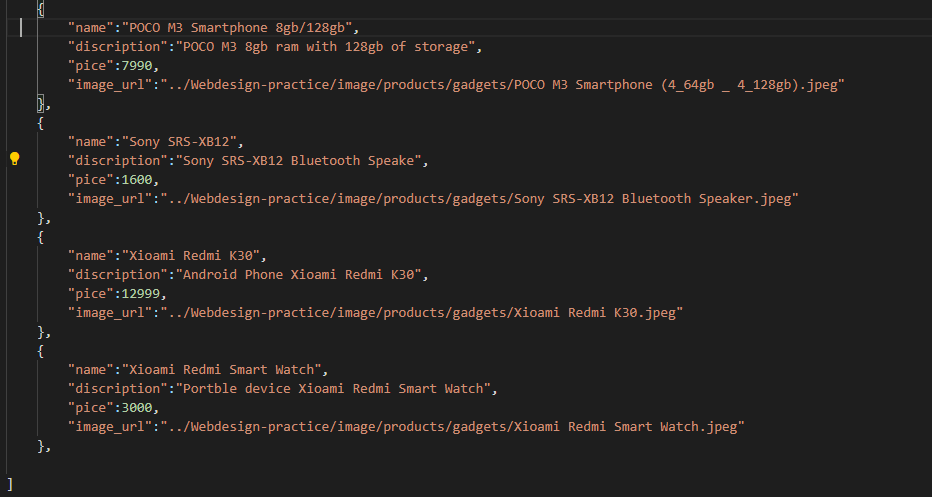 {
"name":"POCO M3 Smartphone 8gb/128gb",
"discription":"POCO M3 8gb ram with 128gb of storage",
"pice":7990,
"image_url":"../Webdesign-practice/image/products/gadgets/POCO M3 Smartphone (4_64gb _ 4_128gb).jpeg"
},
{
"name":"Sony SRS-XB12",
"discription":"Sony SRS-XB12 Bluetooth Speake",
"pice":1600,
"image_url":"../Webdesign-practice/image/products/gadgets/Sony SRS-XB12 Bluetooth Speaker.jpeg"
},
{
"name":"Xioami Redmi K30",
"discription":"Android Phone Xioami Redmi K30",
"pice":12999,
"image_url":"../Webdesign-practice/image/products/gadgets/Xioami Redmi K30.jpeg"
},
{
"name":"Xioami Redmi Smart Watch",
"discription":"Portble device Xioami Redmi Smart Watch",
"pice":3000,
"image_url":"../Webdesign-practice/image/products/gadgets/Xioami Redmi Smart Watch.jpeg"
},
]